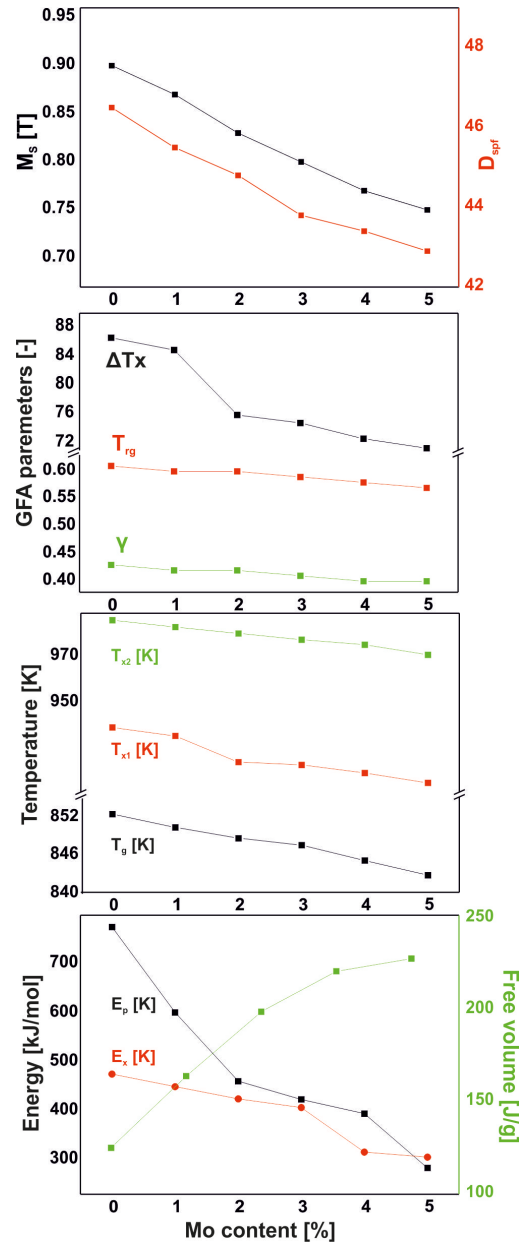 0.95
0.90
0.85
0.80
0.75
0.70
Ms [T]
48
46
44
42
Dspf
0 1 2 3 4 5
88
84
80
76
72
0.60
0.55
0.50
0.45
0.40
GFA paremeters [-]
ΔTx
Trg
γ
0 1 2 3 4 5
970
950
852
846
840
Temperature [K]
Tx2 [K]
Tx1 [K]
Tg [K]
0 1 2 3 4 5
700
600
500
400
300
Energy [kJ/mol]
Ep [K]
Ex [K]
250
200
150
100
Free volume [J/g]
0 1 2 3 4 5
Mo content [%]